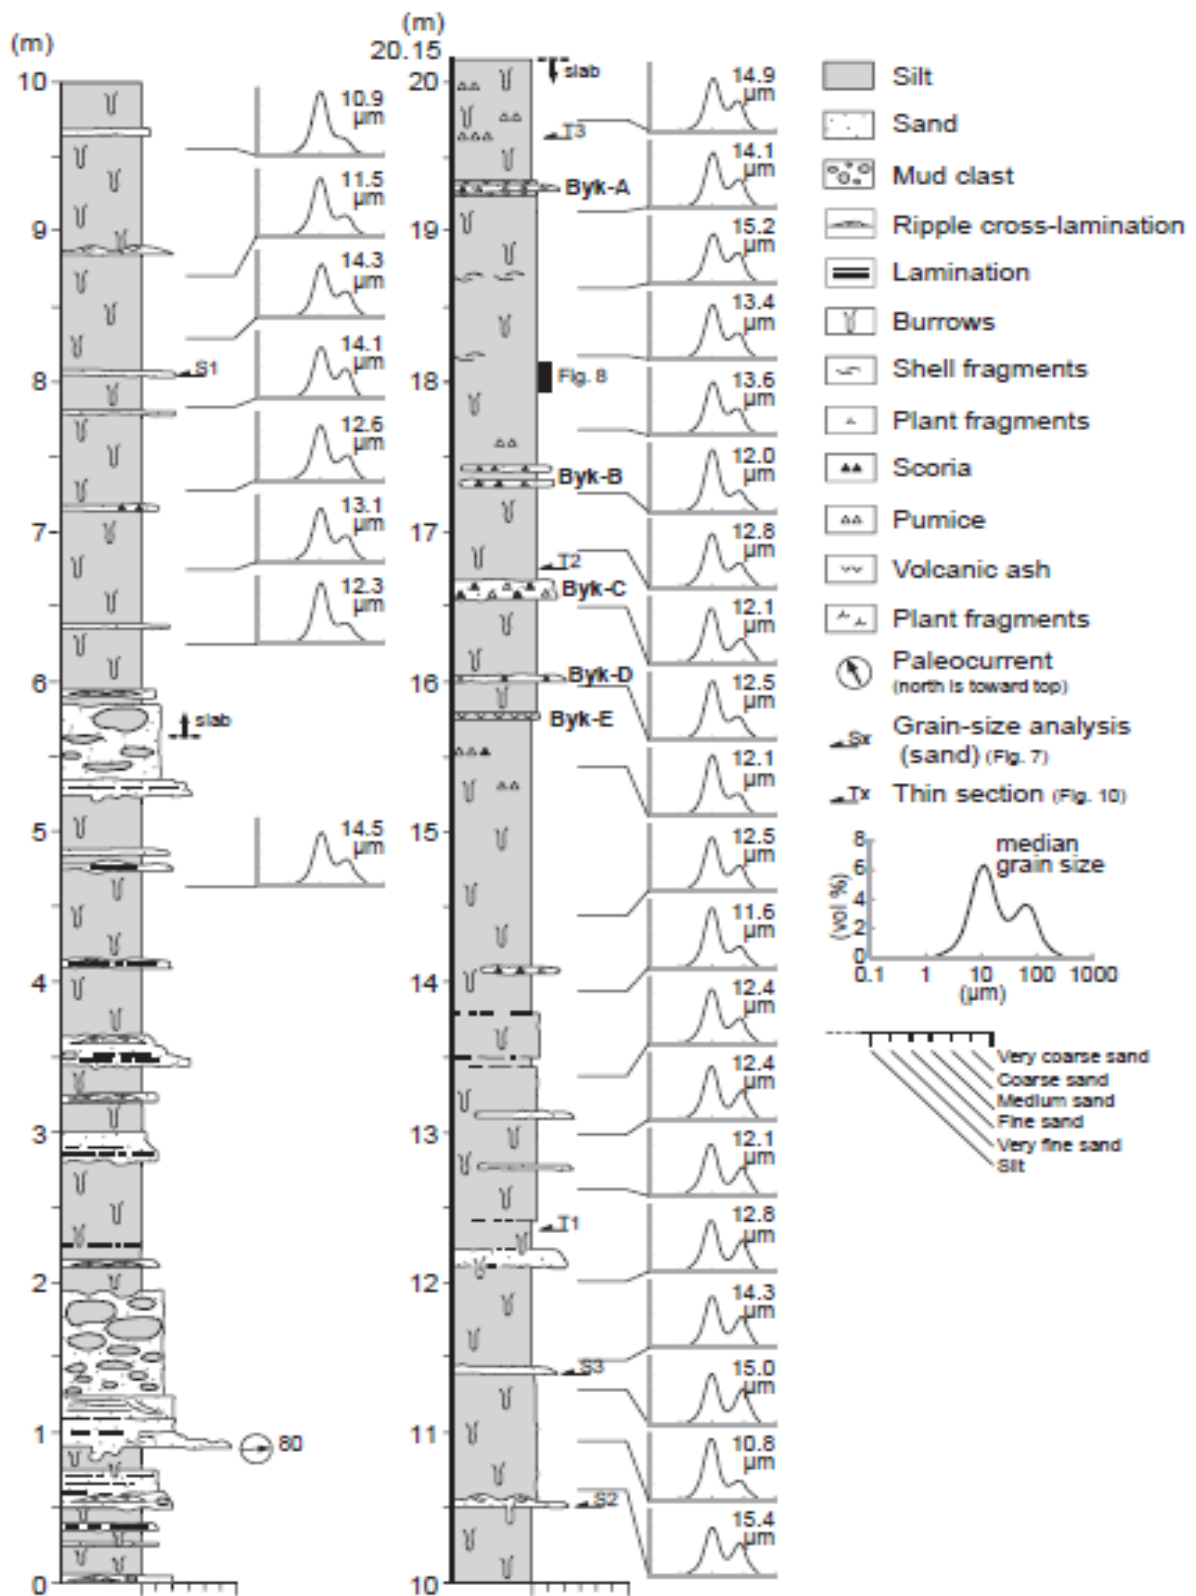 (m)
10
9
8
7
6
5
4
3
2
1
0
S1
slab
80
10.9
µm
11.5
µm
14.3
µm
14.1
µm
12.6
µm
13.1
µm
12.3
µm
14.5
µm
(m)
20.15
20
19
18
17
16
15
14
13
12
11
10
slab
T3
Byk-A
Fig. 8
Byk-B
T2
Byk-C
Byk-D
Byk-E
T1
S3
S2
14.9
µm
14.1
µm
15.2
µm
13.4
µm
13.6
µm
12.0
µm
12.8
µm
12.1
µm
12.5
µm
12.1
µm
12.5
µm
11.6
µm
12.4
µm
12.4
µm
12.1
µm
12.8
µm
14.3
µm
15.0
µm
10.8
µm
15.4
µm
Silt
Sand
Mud clast
Ripple cross-lamination
Lamination
Burrows
Shell fragments
Plant fragments
Scoria
Pumice
Volcanic ash
Plant fragments
Paleocurrent
(north is toward top)
Sx Grain-size analysis
(sand) (Fig. 7)
Tx Thin section (Fig. 10)
median
grain size
(vol %)
8
6
4
2
0
0.1 1 10 100 1000
(µm)
Very coarse sand
Coarse sand
Medium sand
Fine sand
Very fine sand
Silt